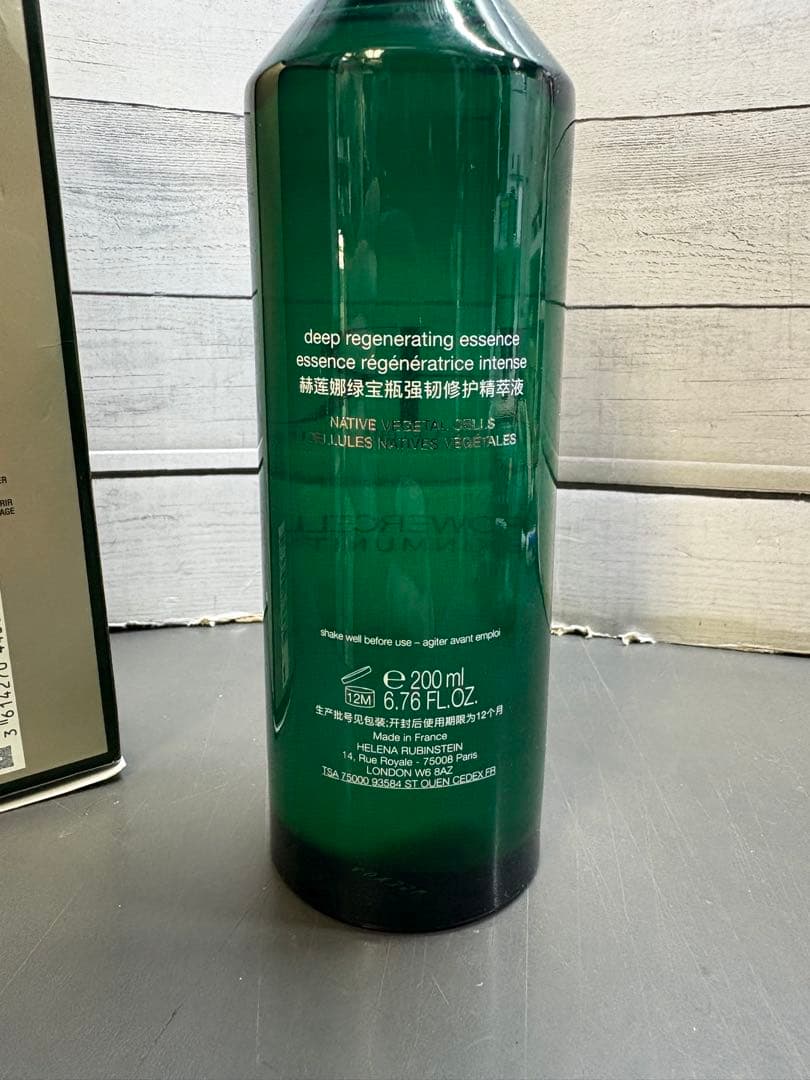 deep regenerating essence
essence régénératrice intense
赫莲娜绿宝瓶强韧修护精萃液
NATIVE VEGETAL CELLS
CELLULES NATIVES VÉGÉTALES
POWERCELL
shake well before use – agiter avant emploi
12M
e 200 ml
6.76 FL.OZ.
生产批号见包装;开封后使用期限为12个月
Made in France
HELENA RUBINSTEIN
14, Rue Royale - 75008 Paris
LONDON W6 8AZ
TSA 75000 93584 ST OUEN CEDEX FR